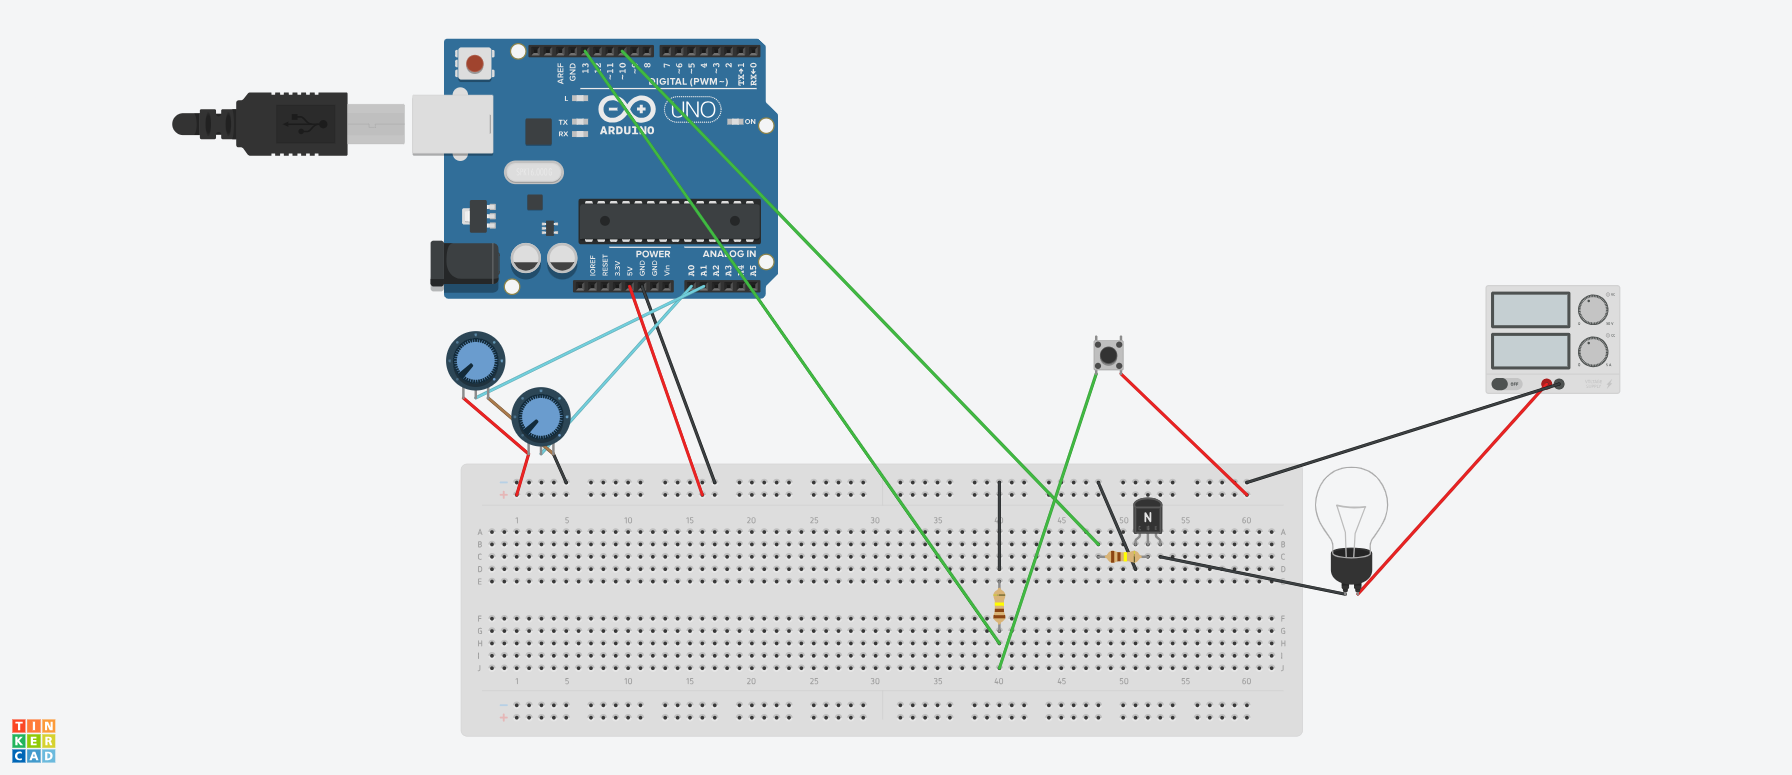 AREF
GND
13
12
~11
~10
~9
8
7
~6
~5
4
~3
2
TX→1
RX←0
DIGITAL (PWM~)
L
TX
RX
ARDUINO
UNO
ON
POWER
ANALOG IN
IOREF
RESET
3.3V
5V
GND
GND
Vin
A0
A1
A2
A3
A4
A5
OFF
N
1 5 10 15 20 25 30 35 40 45 50 55 60
A A
B B
C C
D D
E E
F F
G G
H H
I I
J J
1 5 10 15 20 25 30 35 40 45 50 55 60
TIN
KER
CAD